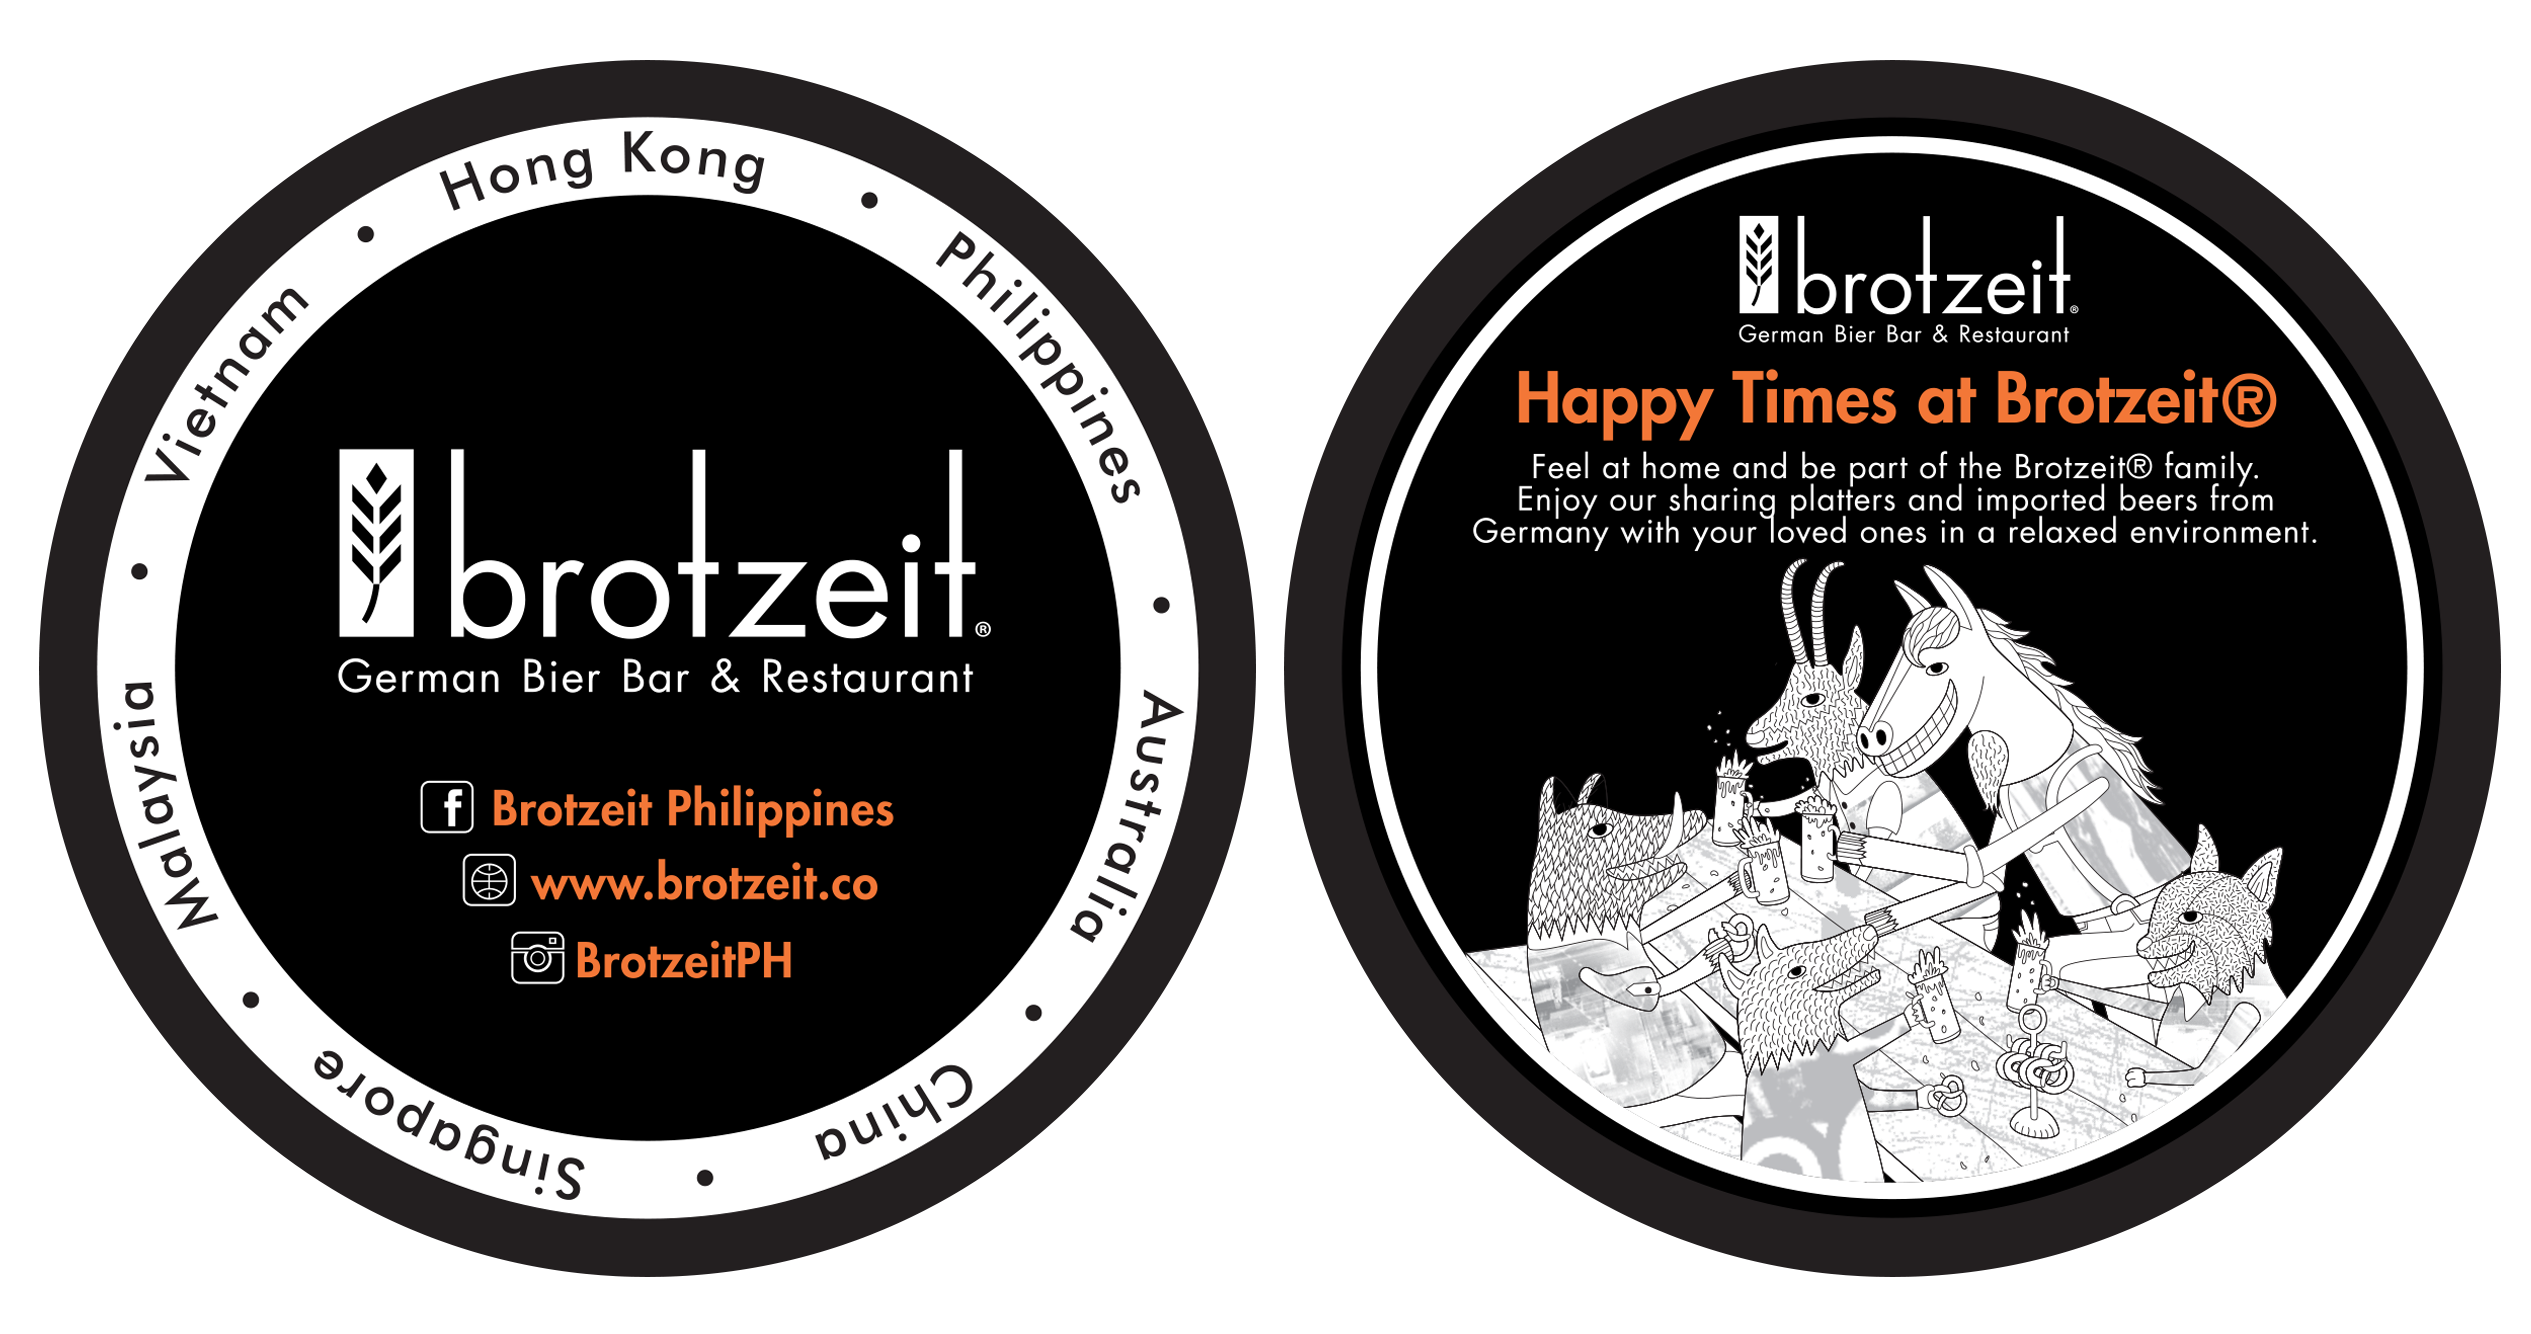 Hong Kong • Philippines • Australia • China • Singapore • Malaysia • Vietnam •
brotzeit®
German Bier Bar & Restaurant
f Brotzeit Philippines
www.brotzeit.co
BrotzeitPH
brotzeit®
German Bier Bar & Restaurant
Happy Times at Brotzeit®
Feel at home and be part of the Brotzeit® family.
Enjoy our sharing platters and imported beers from
Germany with your loved ones in a relaxed environment.